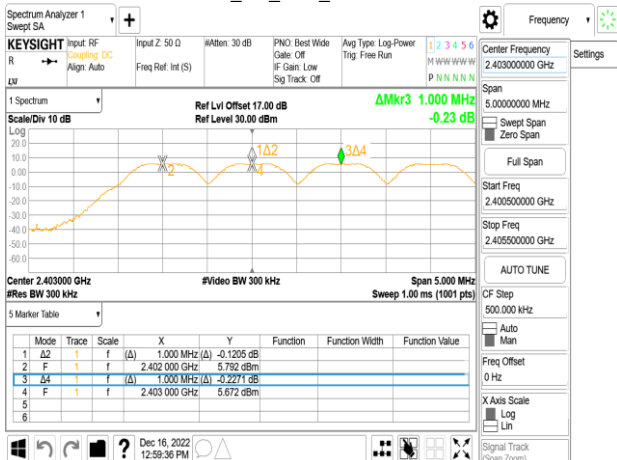 Spectrum Analyzer 1
Swept SA
+
Frequency
Settings
KEYSIGHT
R
LXI
Input: RF
Coupling: DC
Align: Auto
Input Z: 50 Ω
Freq Ref: Int (S)
#Atten: 30 dB
PNO: Best Wide
Gate: Off
IF Gain: Low
Sig Track: Off
Avg Type: Log-Power
Trig: Free Run
1 2 3 4 5 6
M W W W W W
P N N N N N
1 Spectrum
Scale/Div 10 dB
Ref Lvl Offset 17.00 dB
Ref Level 30.00 dBm
ΔMkr3 1.000 MHz
-0.23 dB
Log
20.0
10.0
0.00
-10.0
-20.0
-30.0
-40.0
-50.0
-60.0
2
1Δ2
4
3Δ4
Center 2.403000 GHz
#Res BW 300 kHz
#Video BW 300 kHz
Span 5.000 MHz
Sweep 1.00 ms (1001 pts)
5 Marker Table
Mode Trace Scale X Y Function Function Width Function Value
1 Δ2 1 f (Δ) 1.000 MHz (Δ) -0.1205 dB
2 F 1 f 2.402 000 GHz 5.792 dBm
3 Δ4 1 f (Δ) 1.000 MHz (Δ) -0.2271 dB
4 F 1 f 2.403 000 GHz 5.672 dBm
5
6
?
Dec 16, 2022
12:59:36 PM
Center Frequency
2.403000000 GHz
Span
5.00000000 MHz
Swept Span
Zero Span
Full Span
Start Freq
2.400500000 GHz
Stop Freq
2.405500000 GHz
AUTO TUNE
CF Step
500.000 kHz
Auto
Man
Freq Offset
0 Hz
X Axis Scale
Log
Lin
Signal Track
(Span Zoom)